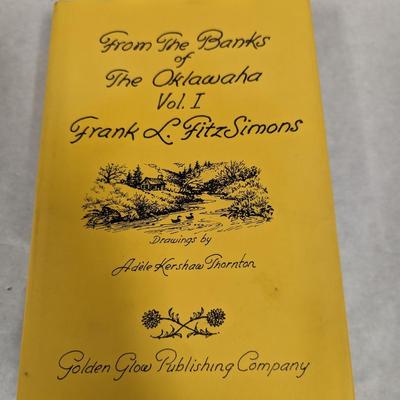 From The Banks
of
The Oklawaha
Vol. I
Frank L. FitzSimons
Drawings by
Adèle Kershaw Thornton
Golden Glow Publishing Company